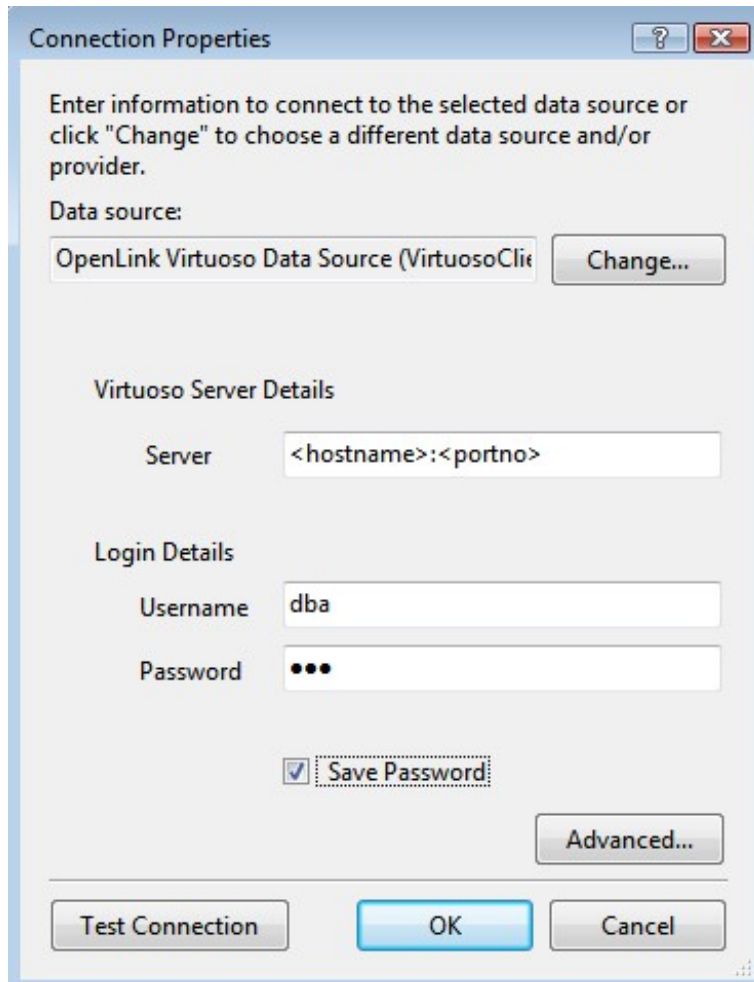 Connection Properties
Enter information to connect to the selected data source or
click "Change" to choose a different data source and/or
provider.
Data source:
OpenLink Virtuoso Data Source (VirtuosoClie
Change...
Virtuoso Server Details
Server
<hostname>:<portno>
Login Details
Username
dba
Password
•••
Save Password
Advanced...
Test Connection
OK
Cancel